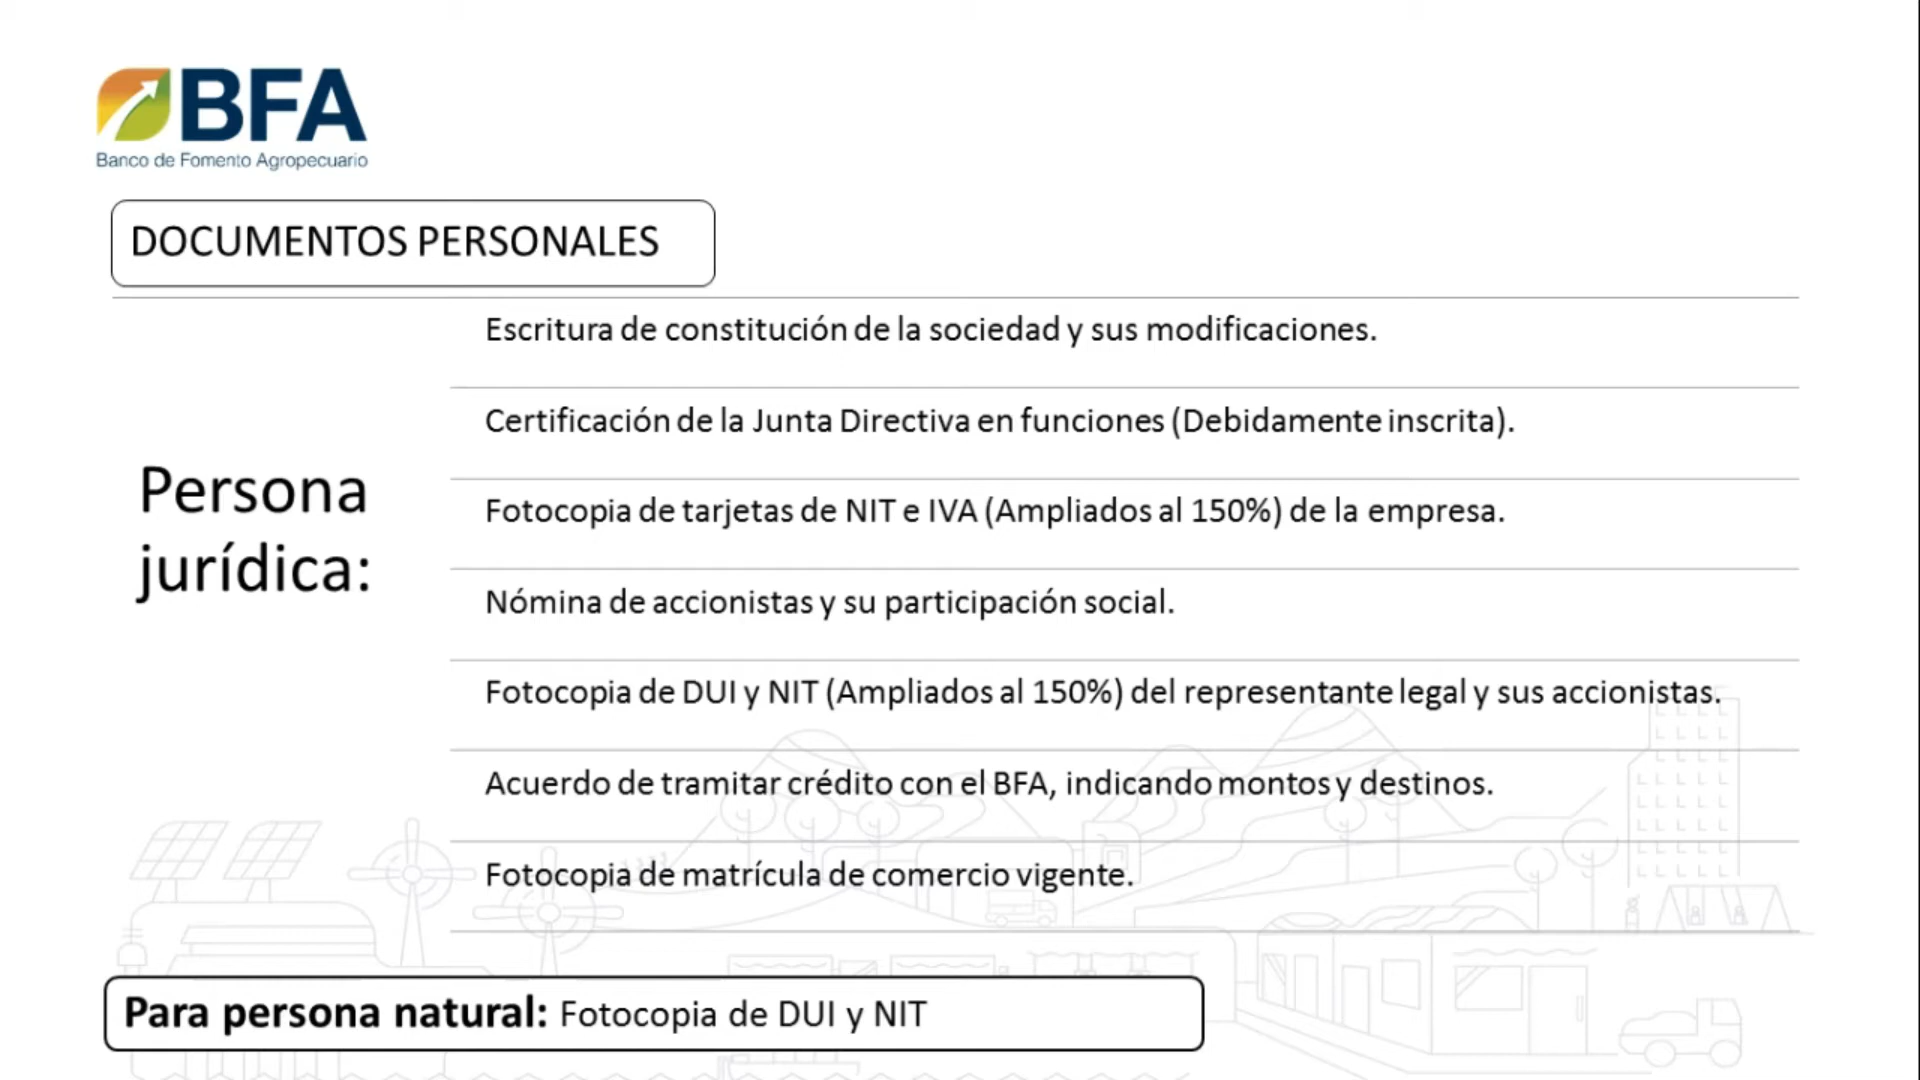 BFA
Banco de Fomento Agropecuario
DOCUMENTOS PERSONALES
Persona
jurídica:
Escritura de constitución de la sociedad y sus modificaciones.
Certificación de la Junta Directiva en funciones (Debidamente inscrita).
Fotocopia de tarjetas de NIT e IVA (Ampliados al 150%) de la empresa.
Nómina de accionistas y su participación social.
Fotocopia de DUI y NIT (Ampliados al 150%) del representante legal y sus accionistas.
Acuerdo de tramitar crédito con el BFA, indicando montos y destinos.
Fotocopia de matrícula de comercio vigente.
Para persona natural: Fotocopia de DUI y NIT